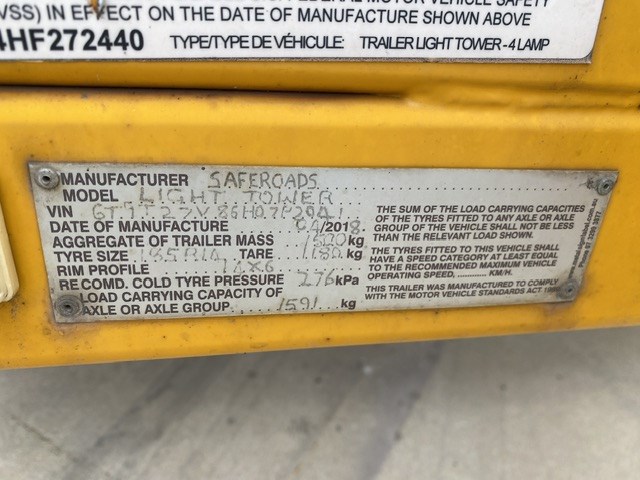 VSS) IN EFFECT ON THE DATE OF MANUFACTURE SHOWN ABOVE
4HF272440 TYPE/TYPE DE VÉHICULE: TRAILER LIGHT TOWER - 4 LAMP
MANUFACTURER SAFEROADS
MODEL LIGHT TOWER
VIN
DATE OF MANUFACTURE 04/2018
AGGREGATE OF TRAILER MASS kg
TYRE SIZE 185R14 TARE 1180 kg
RIM PROFILE 14X6
RECOMD. COLD TYRE PRESSURE 276 kPa
LOAD CARRYING CAPACITY OF
AXLE OR AXLE GROUP 1591 kg
THE SUM OF THE LOAD CARRYING CAPACITIES
OF THE TYRES FITTED TO ANY AXLE OR AXLE
GROUP OF THE VEHICLE SHALL NOT BE LESS
THAN THE RELEVANT LOAD SHOWN.
THE TYRES FITTED TO THIS VEHICLE SHALL
HAVE A SPEED CATEGORY AT LEAST EQUAL
TO THE RECOMMENDED MAXIMUM VEHICLE
OPERATING SPEED, KM/H.
THIS TRAILER WAS MANUFACTURED TO COMPLY
WITH THE MOTOR VEHICLE STANDARDS ACT